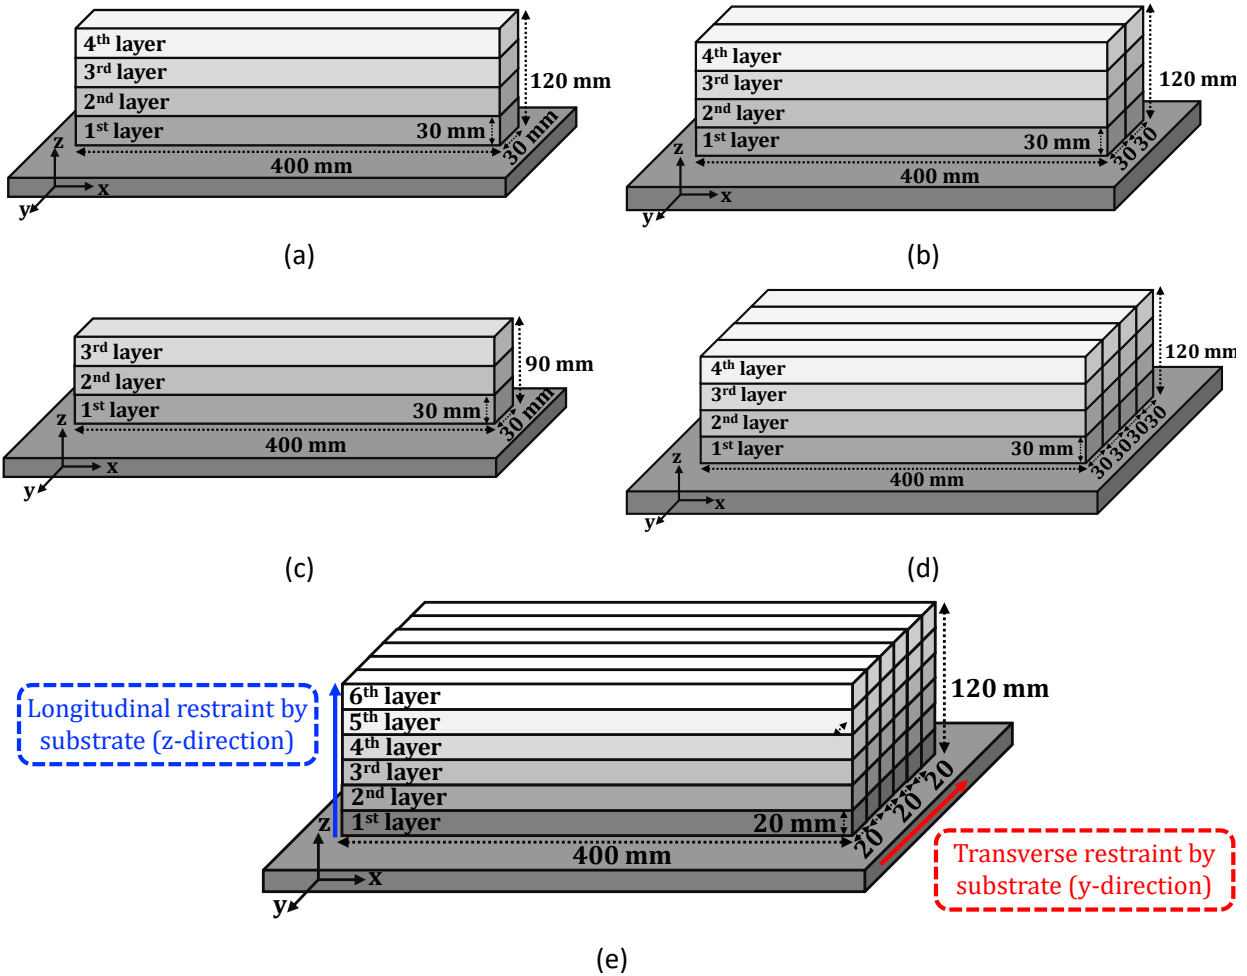 4th layer
3rd layer
2nd layer
1st layer
30 mm
120 mm
30 mm
400 mm
z
x
y
(a)
4th layer
3rd layer
2nd layer
1st layer
30 mm
120 mm
30
30
400 mm
z
x
y
(b)
3rd layer
2nd layer
1st layer
30 mm
90 mm
30 mm
400 mm
z
x
y
(c)
4th layer
3rd layer
2nd layer
1st layer
30 mm
120 mm
30
30
30
30
400 mm
z
x
y
(d)
Longitudinal restraint by
substrate (z-direction)
6th layer
5th layer
4th layer
3rd layer
2nd layer
1st layer
20 mm
120 mm
20
20
20
400 mm
z
x
y
Transverse restraint by
substrate (y-direction)
(e)